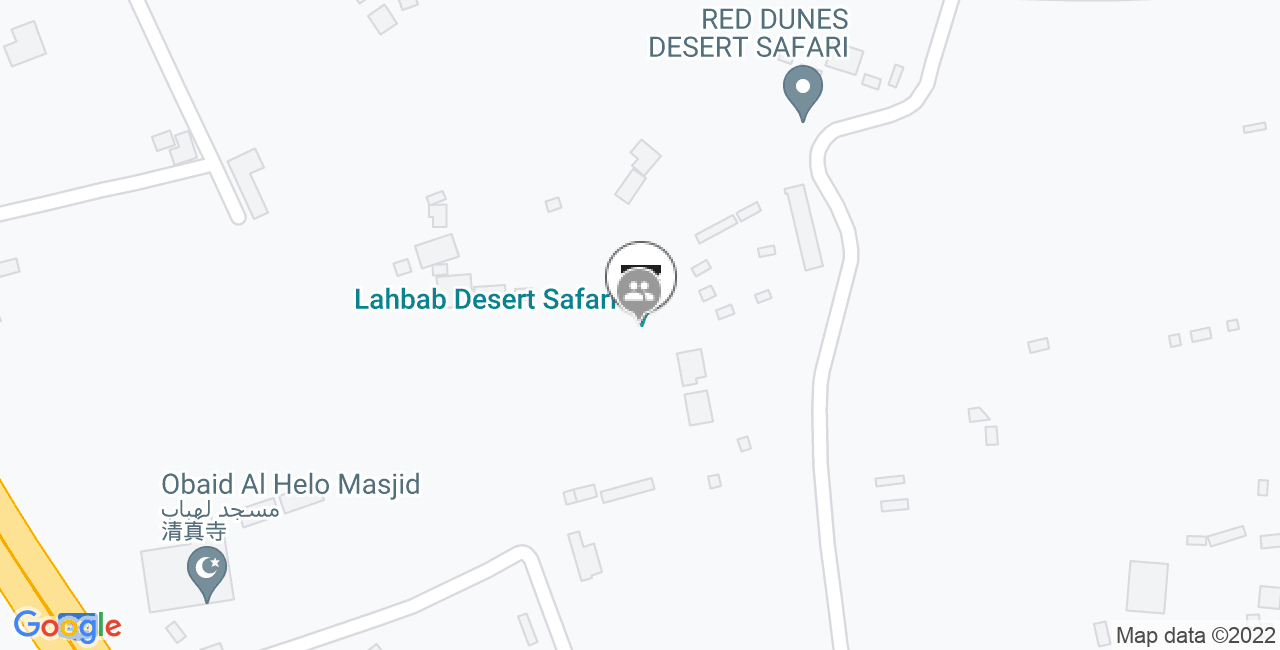 RED DUNES
DESERT SAFARI
Lahbab Desert Safari
Obaid Al Helo Masjid
مسجد لهباب
清真寺
Google
Map data ©2022